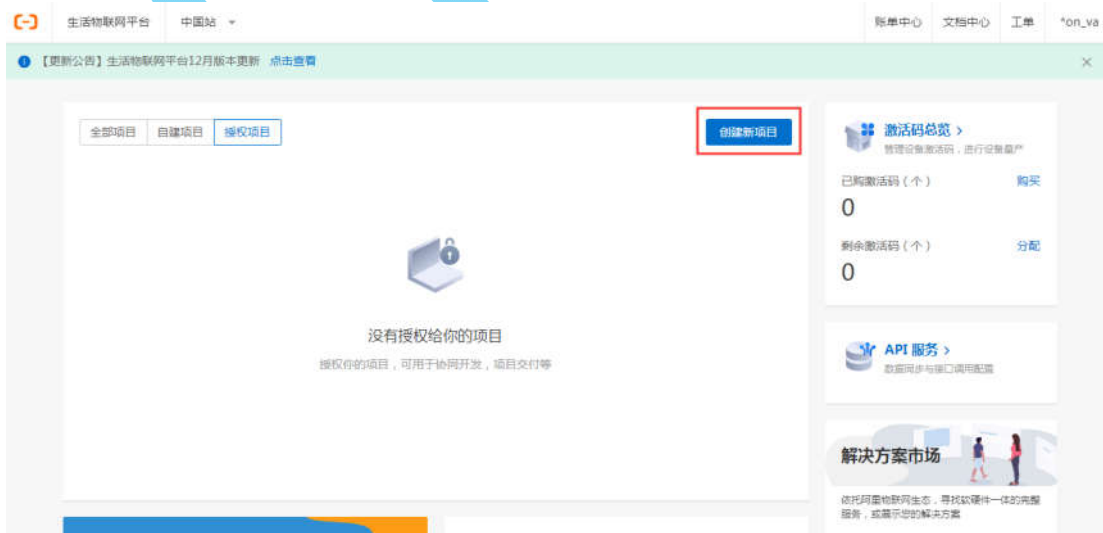 生活物联网平台 中国站 账单中心 文档中心 工单 *on_va
【更新公告】生活物联网平台12月版本更新 点击查看
全部项目 自建项目 授权项目 创建新项目
没有授权给你的项目
授权你的项目，可用于协同开发，项目交付等
激活码总览 >
管理设备激活码，进行设备量产
已购激活码（个） 购买
0
剩余激活码（个） 分配
0
API 服务 >
数据同步与接口调用配置
解决方案市场
依托阿里物联网生态，寻找软硬件一体的完整
服务，或展示您的解决方案